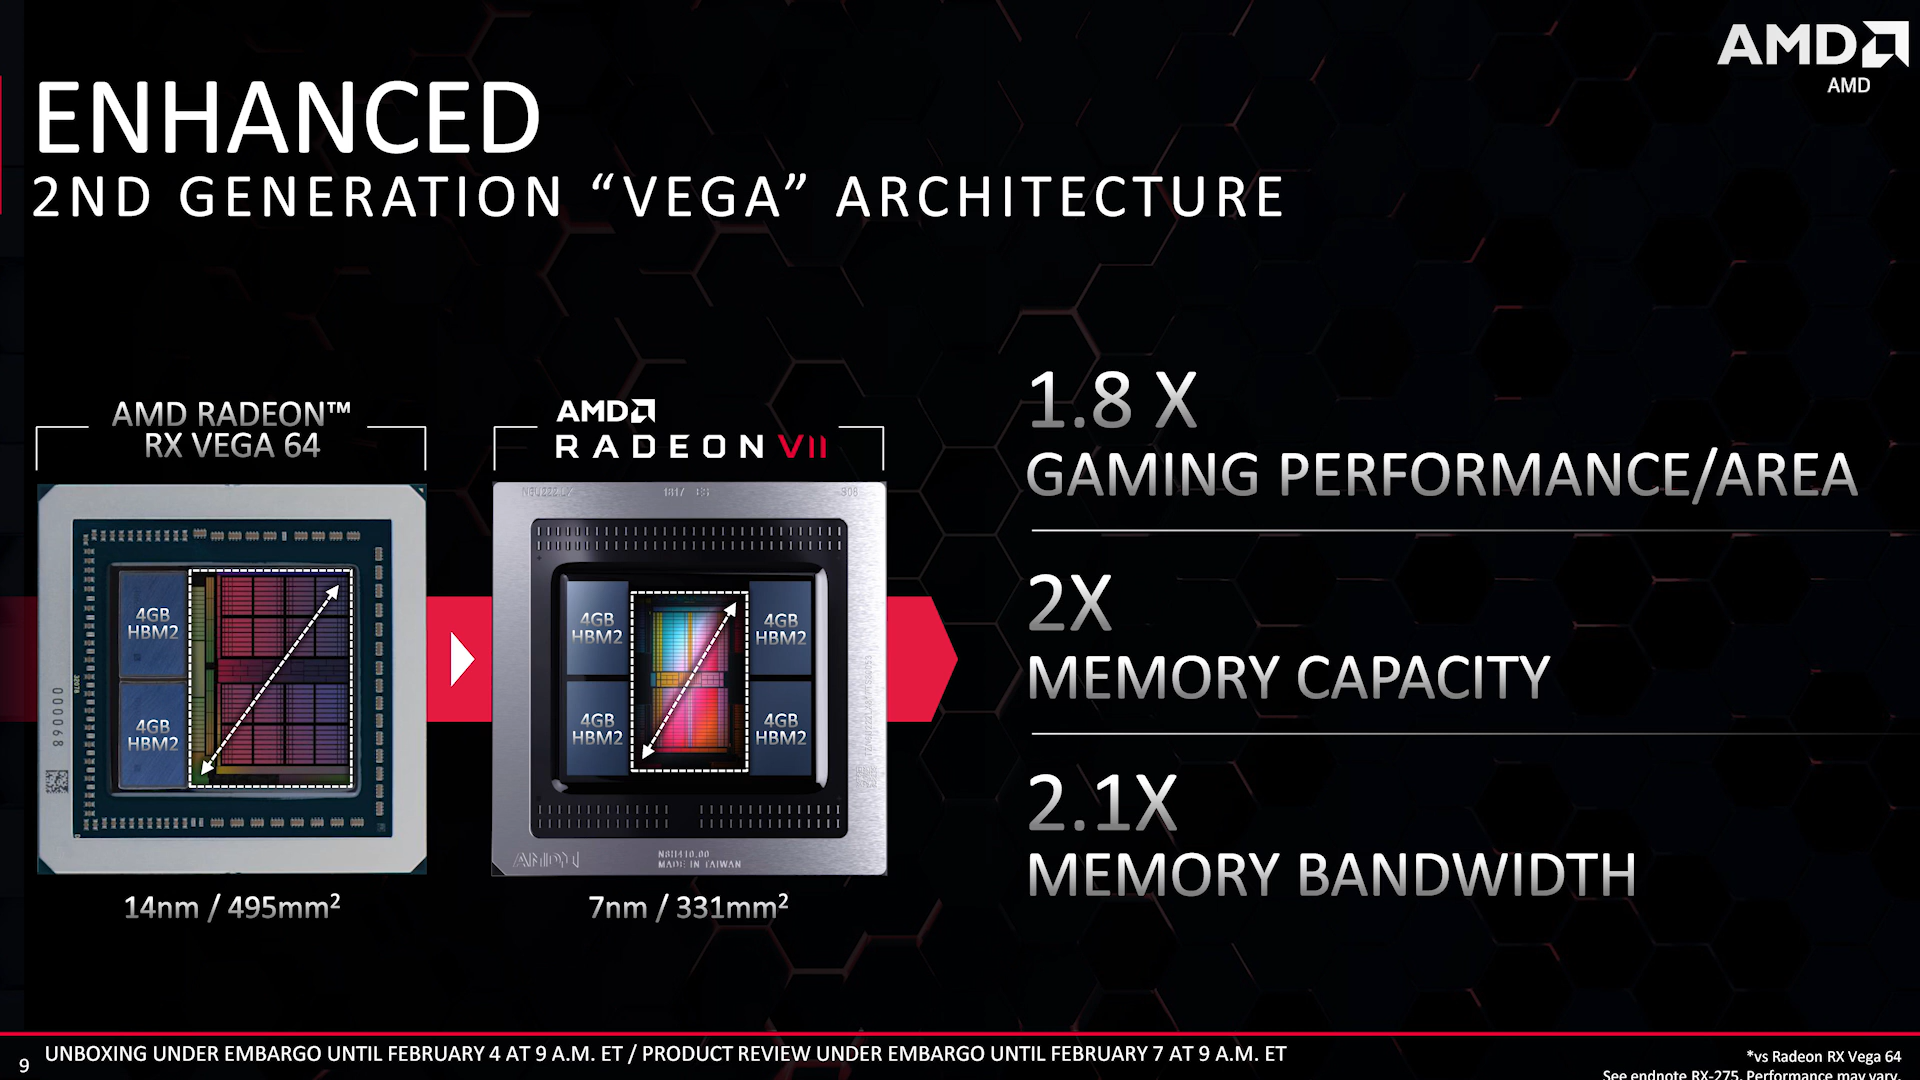 AMD
AMD
ENHANCED
2ND GENERATION “VEGA” ARCHITECTURE
AMD RADEON™
RX VEGA 64
AMD
RADEON VII
4GB
HBM2
4GB
HBM2
000068
4GB
HBM2
4GB
HBM2
4GB
HBM2
4GB
HBM2
AMD
MADE IN TAIWAN
14nm / 495mm²
7nm / 331mm²
1.8 X
GAMING PERFORMANCE/AREA
2X
MEMORY CAPACITY
2.1X
MEMORY BANDWIDTH
9
UNBOXING UNDER EMBARGO UNTIL FEBRUARY 4 AT 9 A.M. ET / PRODUCT REVIEW UNDER EMBARGO UNTIL FEBRUARY 7 AT 9 A.M. ET
*vs Radeon RX Vega 64
See endnote RX-275. Performance may vary.